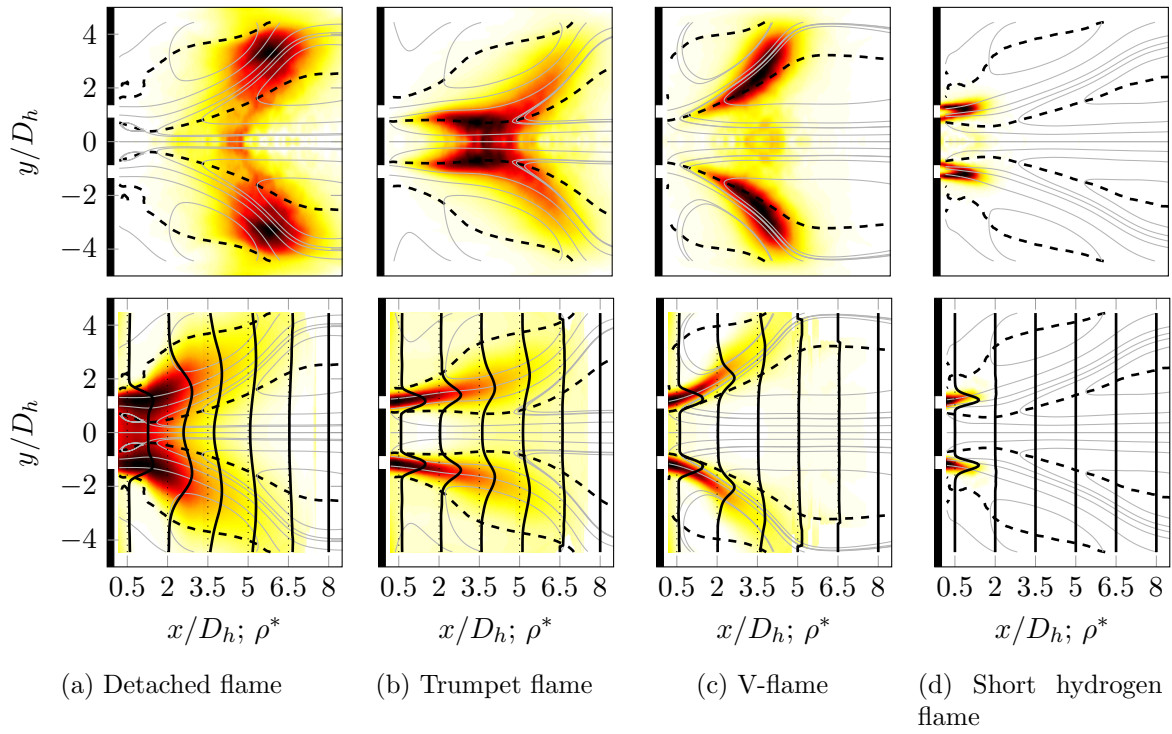 4
2
0
−2
−4
y/D_h
4
2
0
−2
−4
y/D_h
0.5 2 3.5 5 6.5 8
0.5 2 3.5 5 6.5 8
0.5 2 3.5 5 6.5 8
0.5 2 3.5 5 6.5 8
x/D_h; ρ*
x/D_h; ρ*
x/D_h; ρ*
x/D_h; ρ*
(a) Detached flame
(b) Trumpet flame
(c) V-flame
(d) Short hydrogen
flame